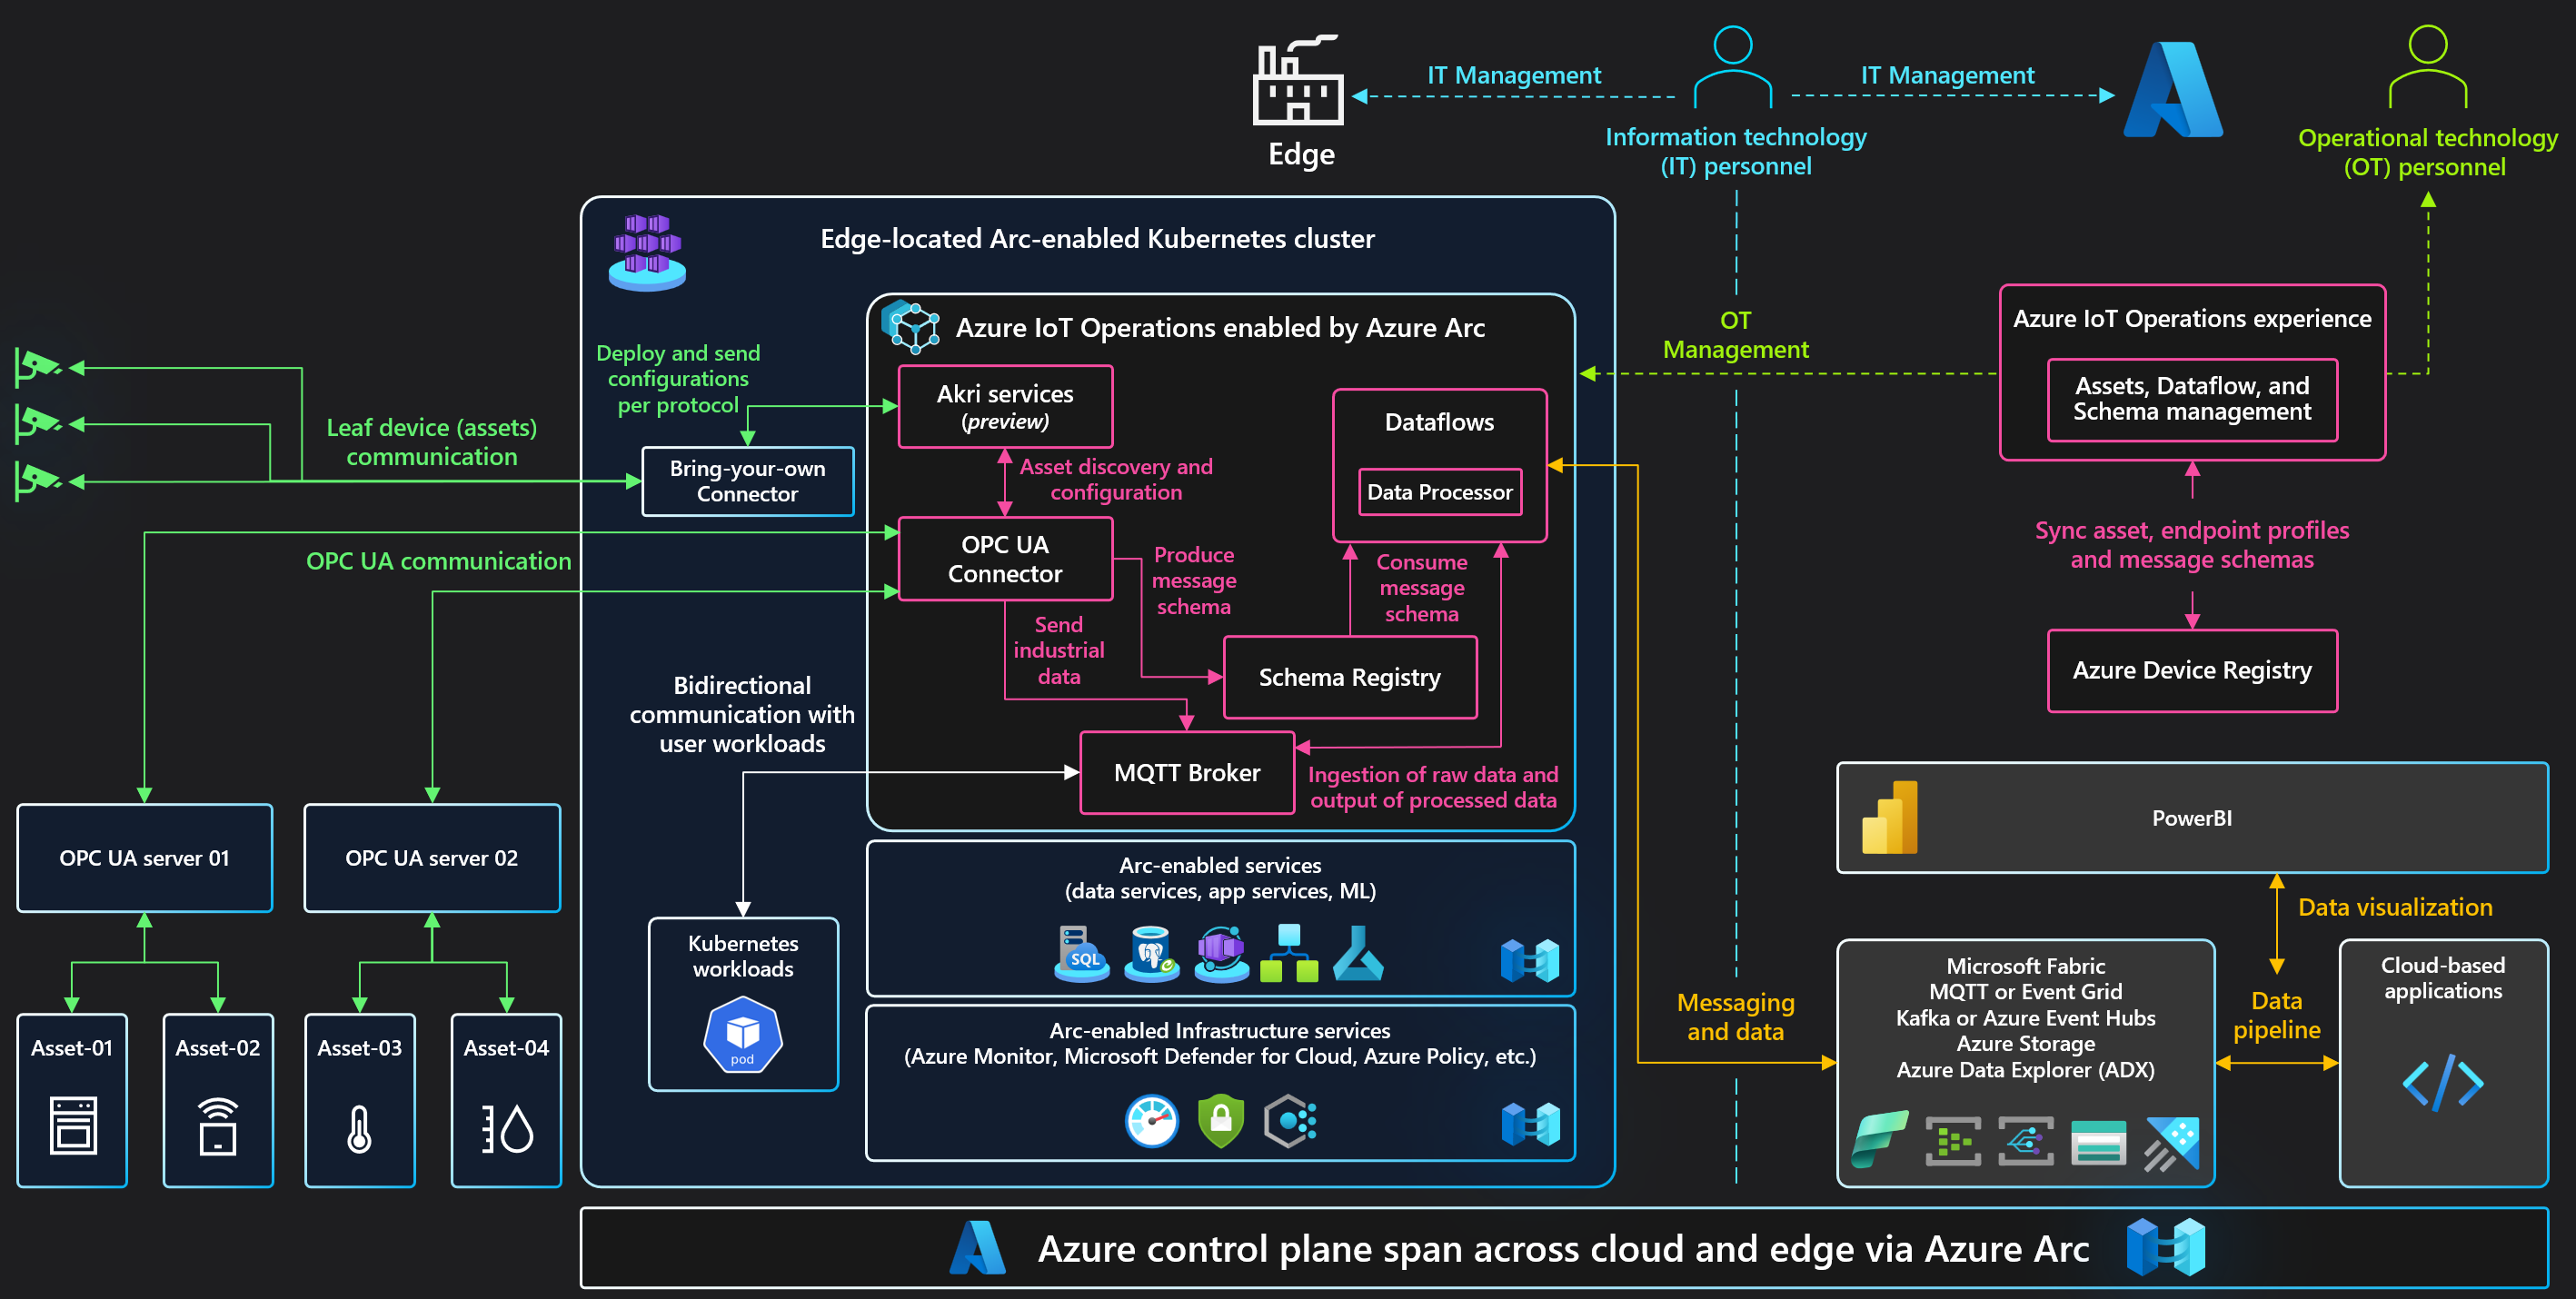 IT Management
IT Management
Edge
Information technology
(IT) personnel
Operational technology
(OT) personnel
Edge-located Arc-enabled Kubernetes cluster
Azure IoT Operations enabled by Azure Arc
OT
Management
Azure IoT Operations experience
Assets, Dataflow, and
Schema management
Deploy and send
configurations
per protocol
Akri services
(preview)
Dataflows
Data Processor
Leaf device (assets)
communication
Bring-your-own
Connector
Asset discovery and
configuration
OPC UA communication
OPC UA
Connector
Produce
message
schema
Consume
message
schema
Sync asset, endpoint profiles
and message schemas
Send
industrial
data
Schema Registry
Azure Device Registry
Bidirectional
communication with
user workloads
MQTT Broker
Ingestion of raw data and
output of processed data
PowerBI
OPC UA server 01
OPC UA server 02
Arc-enabled services
(data services, app services, ML)
SQL
Data visualization
Kubernetes
workloads
pod
Microsoft Fabric
MQTT or Event Grid
Kafka or Azure Event Hubs
Azure Storage
Azure Data Explorer (ADX)
Data
pipeline
Cloud-based
applications
Messaging
and data
Arc-enabled Infrastructure services
(Azure Monitor, Microsoft Defender for Cloud, Azure Policy, etc.)
Asset-01
Asset-02
Asset-03
Asset-04
Azure control plane span across cloud and edge via Azure Arc